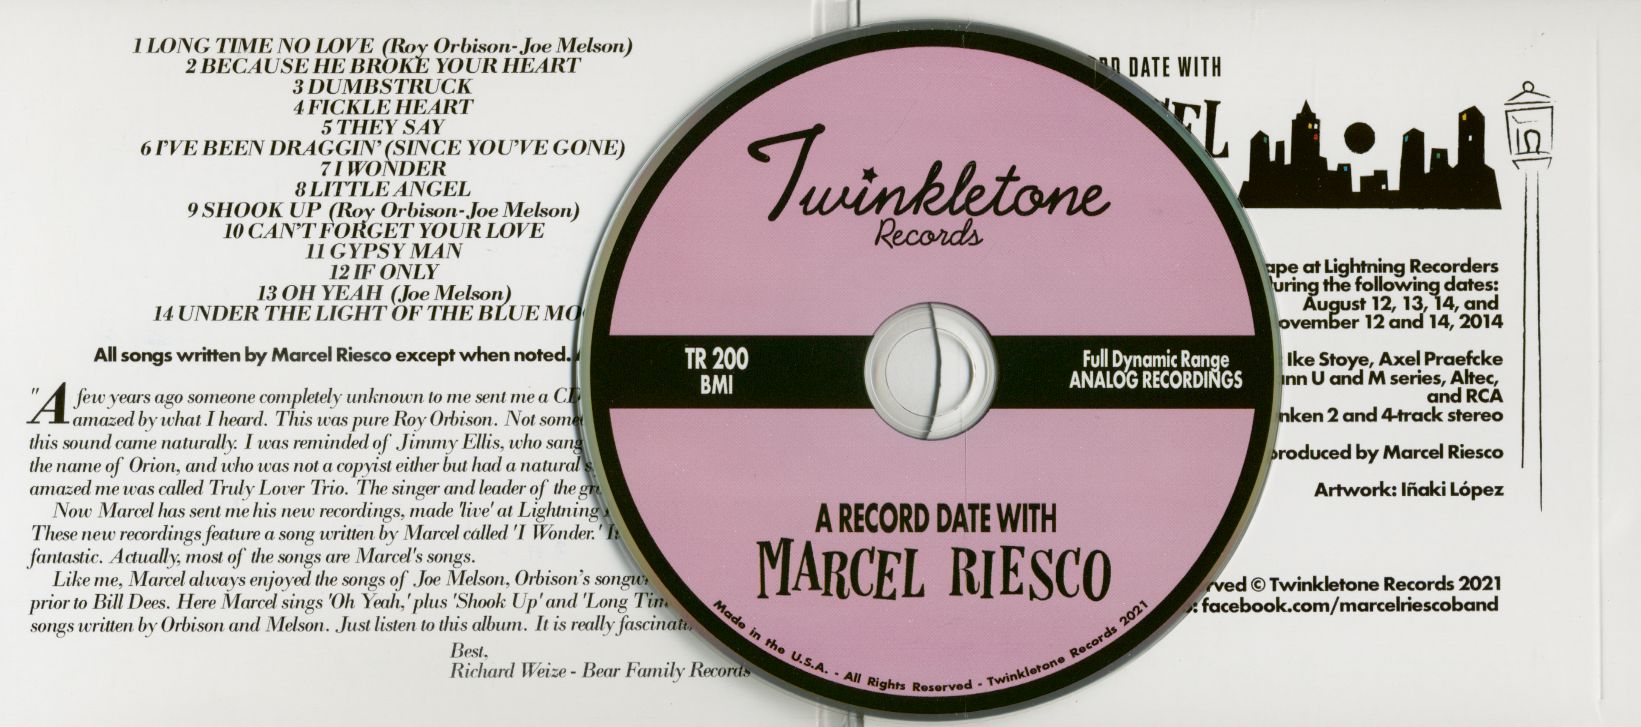 1 LONG TIME NO LOVE (Roy Orbison-Joe Melson)
2 BECAUSE HE BROKE YOUR HEART
3 DUMBSTRUCK
4 FICKLE HEART
5 THEY SAY
6 I'VE BEEN DRAGGIN' (SINCE YOU'VE GONE)
7 I WONDER
8 LITTLE ANGEL
9 SHOOK UP (Roy Orbison-Joe Melson)
10 CAN'T FORGET YOUR LOVE
11 GYPSY MAN
12 IF ONLY
13 OH YEAH (Joe Melson)
14 UNDER THE LIGHT OF THE BLUE
All songs written by Marcel Riesco except when noted.
"A few years ago someone completely unknown to me sent me a CD
amazed by what I heard. This was pure Roy Orbison. Not
this sound came naturally. I was reminded of Jimmy Ellis, who sang
the name of Orion, and who was not a copyist either but had a natural
amazed me was called Truly Lover Trio. The singer and leader of the
Now Marcel has sent me his new recordings, made 'live' at Lightning
These new recordings feature a song written by Marcel called 'I Wonder.'
fantastic. Actually, most of the songs are Marcel's songs.
Like me, Marcel always enjoyed the songs of Joe Melson, Orbison's
prior to Bill Dees. Here Marcel sings 'Oh Yeah,' plus 'Shook Up' and 'Long
songs written by Orbison and Melson. Just listen to this album. It is really
Best,
Richard Weize - Bear Family Records
Twinkletone
Records
TR 200
BMI
Full Dynamic Range
ANALOG RECORDINGS
A RECORD DATE WITH
MARCEL RIESCO
Made in the U.S.A. - All Rights Reserved - Twinkletone Records 2021
DATE WITH
at Lightning Recorders
the following dates:
August 12, 13, 14, and
12 and 14, 2014
Ike Stoye, Axel Praefcke
U and M series, Altec,
and RCA
2 and 4-track stereo
by Marcel Riesco
Artwork: Iñaki López
© Twinkletone Records 2021
facebook.com/marcelriescoband